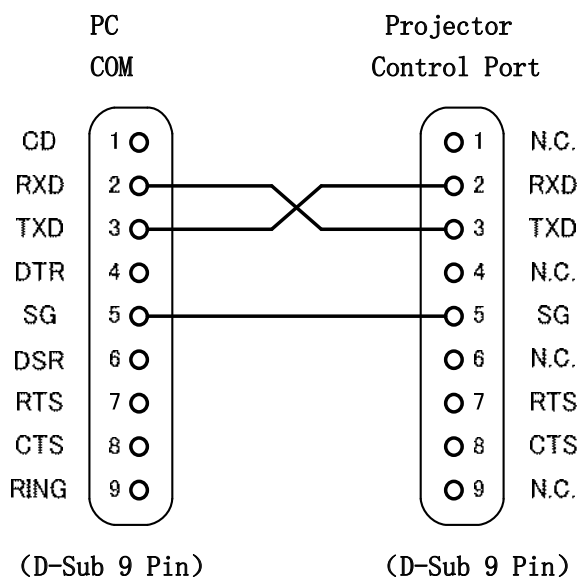 PC Projector
COM Control Port
CD 1 1 N.C.
RXD 2 2 RXD
TXD 3 3 TXD
DTR 4 4 N.C.
SG 5 5 SG
DSR 6 6 N.C.
RTS 7 7 RTS
CTS 8 8 CTS
RING 9 9 N.C.
(D-Sub 9 Pin) (D-Sub 9 Pin)